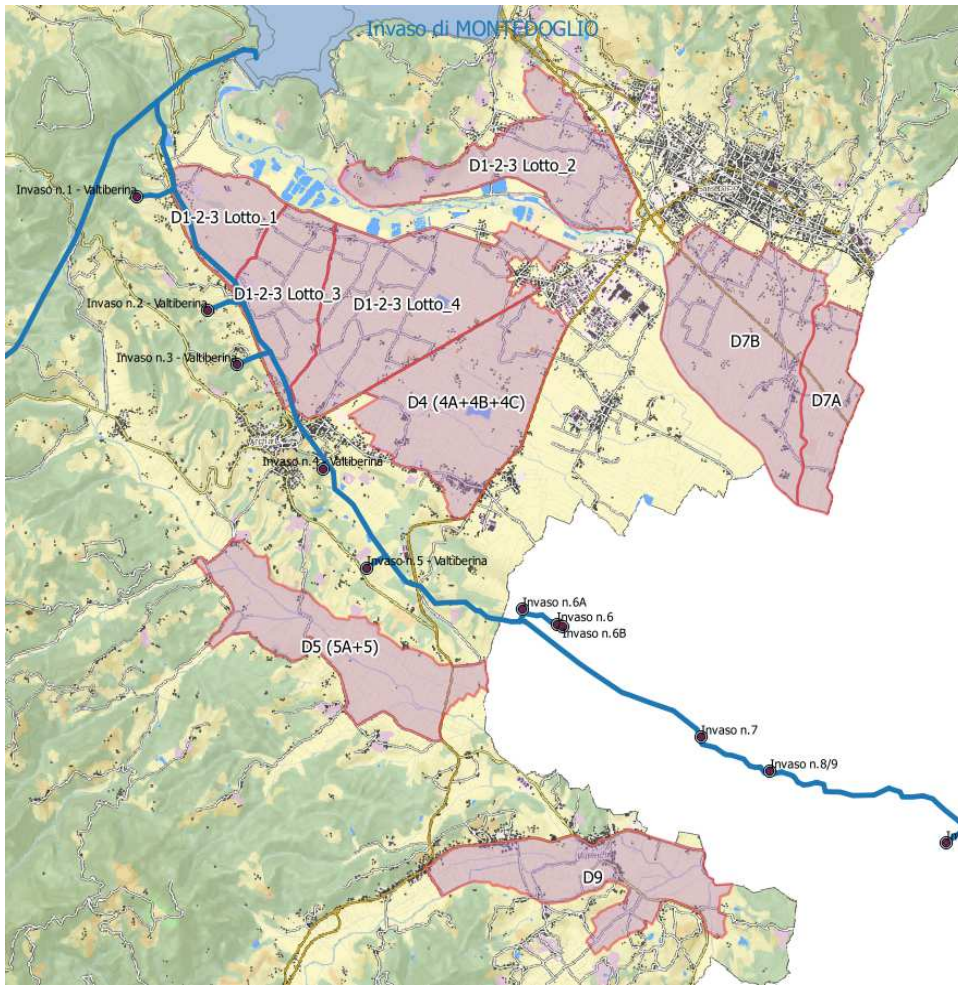 Invaso di MONTEDOGLIO
D1-2-3 Lotto_2
Invaso n.1 - Valtiberina
D1-2-3 Lotto_1
D1-2-3 Lotto_3
D1-2-3 Lotto_4
Invaso n.2 - Valtiberina
Invaso n.3 - Valtiberina
D7B
D4 (4A+4B+4C)
D7A
Invaso n.4 - Valtiberina
Invaso n.5 - Valtiberina
Invaso n.6A
Invaso n.6
Invaso n.6B
D5 (5A+5)
Invaso n.7
Invaso n.8/9
D9